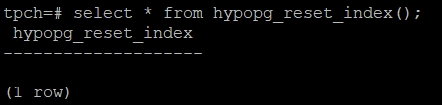 tpch=# select * from hypopg_reset_index();
 hypopg_reset_index
--------------------

(1 row)